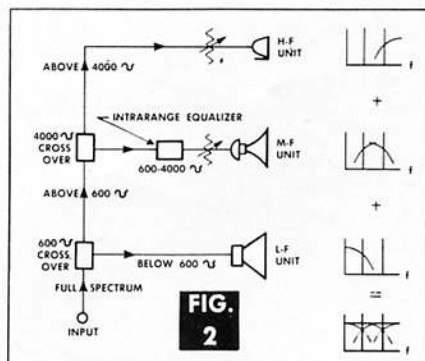 H-F
UNIT
ABOVE 4000 ∿
f
INTRARANGE EQUALIZER
4000 ∿
CROSS
OVER
600-4000 ∿
M-F
UNIT
f
ABOVE 600 ∿
600 ∿
CROSS
OVER
BELOW 600 ∿
L-F
UNIT
f
FULL SPECTRUM
INPUT
FIG.
2
f